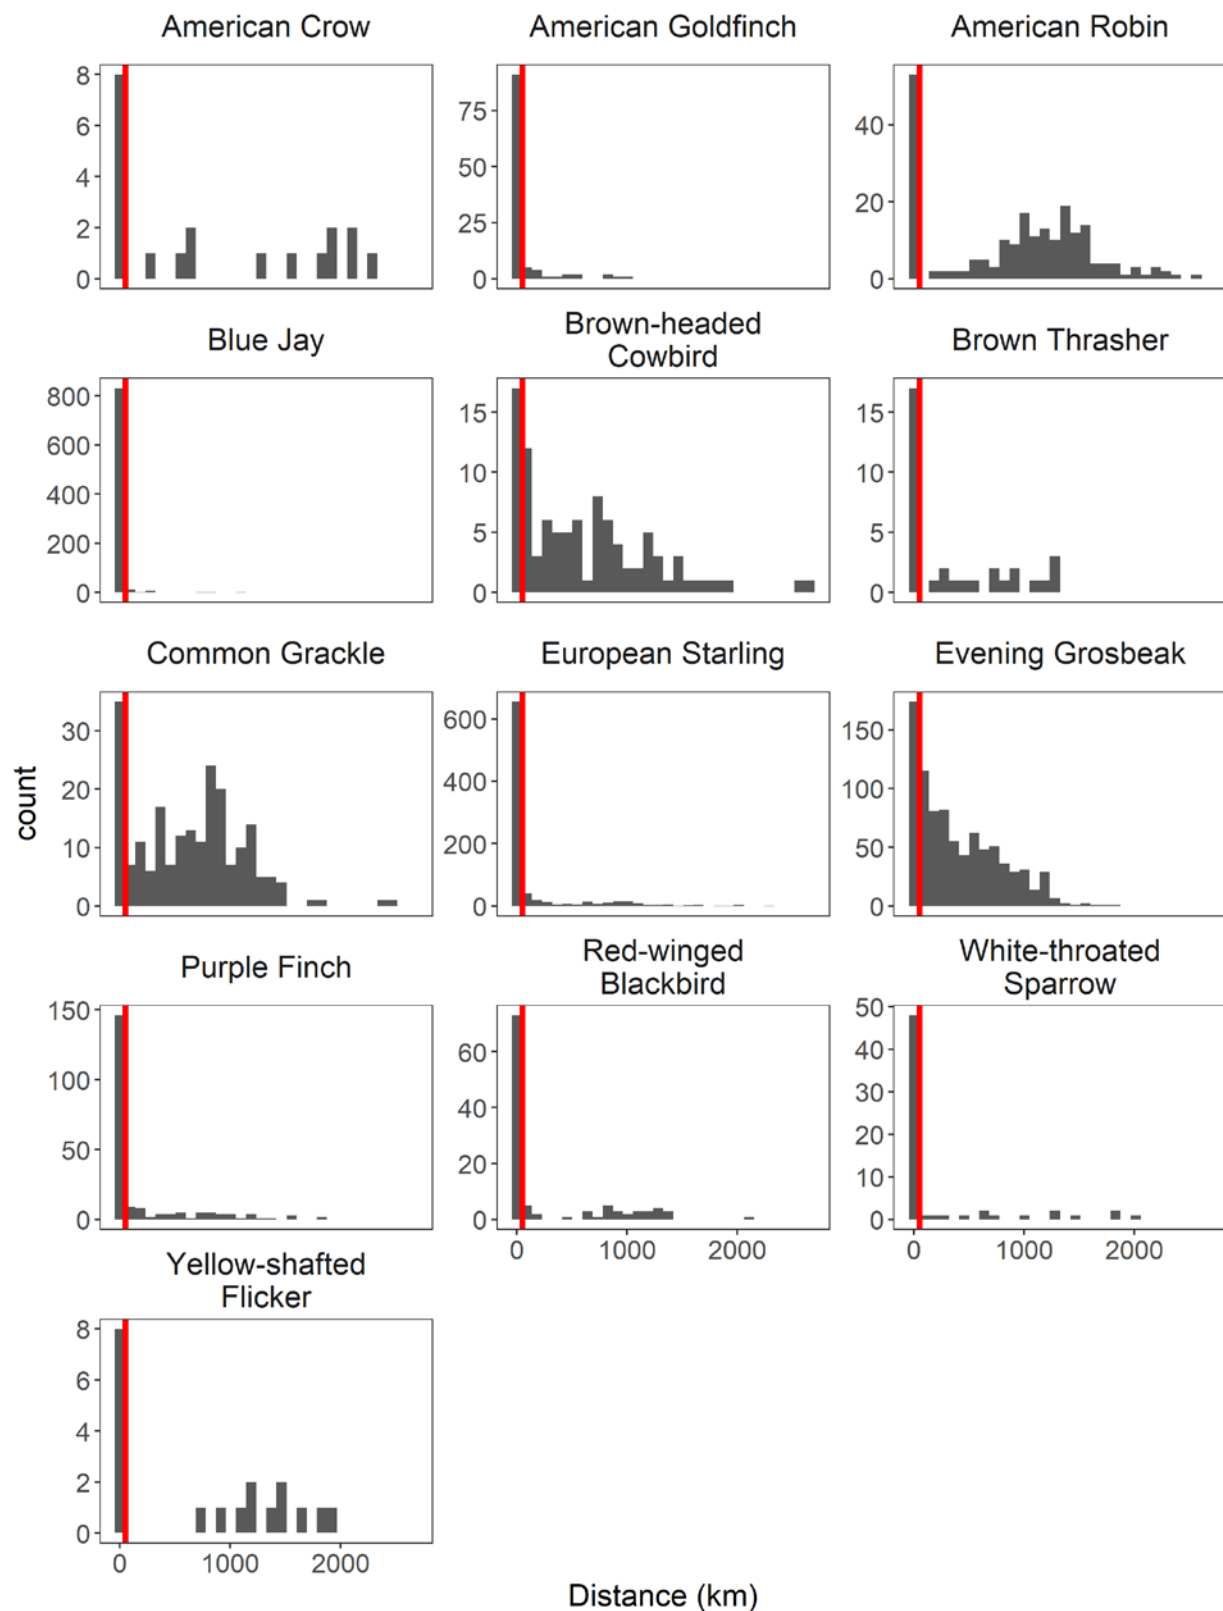 American Crow
American Goldfinch
American Robin
8
6
4
2
0
75
50
25
0
40
20
0
Blue Jay
Brown-headed
Cowbird
Brown Thrasher
800
600
400
200
0
15
10
5
0
15
10
5
0
Common Grackle
European Starling
Evening Grosbeak
count
30
20
10
0
600
400
200
0
150
100
50
0
Purple Finch
Red-winged
Blackbird
White-throated
Sparrow
150
100
50
0
60
40
20
0
0 1000 2000
50
40
30
20
10
0
0 1000 2000
Yellow-shafted
Flicker
8
6
4
2
0
0 1000 2000
Distance (km)